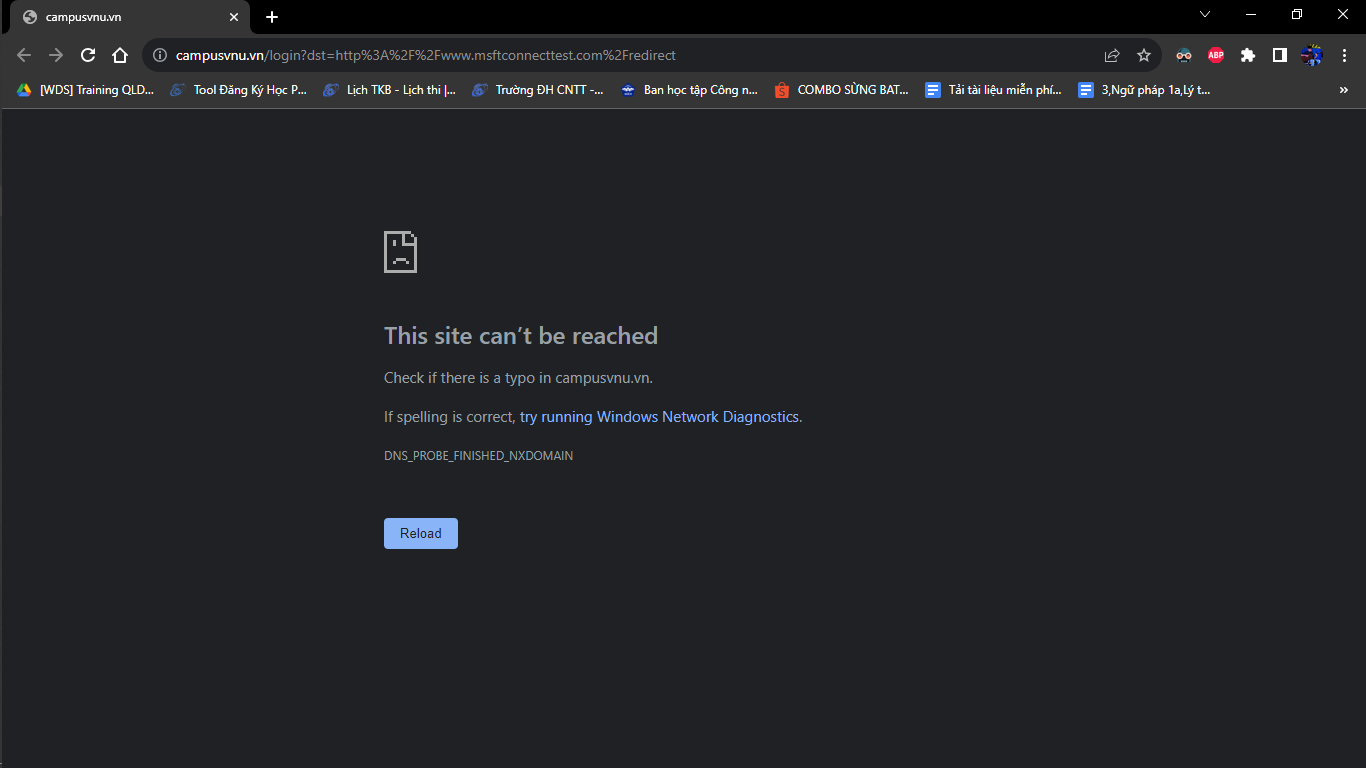 campusvnu.vn
campusvnu.vn/login?dst=http%3A%2F%2Fwww.msftconnecttest.com%2Fredirect
ABP
[WDS] Training QLD... Tool Đăng Ký Học P... Lịch TKB - Lịch thi |... Trường ĐH CNTT -... Ban học tập Công n... COMBO SỪNG BAT... Tải tài liệu miễn phí... 3,Ngữ pháp 1a,Lý t... »
This site can’t be reached
Check if there is a typo in campusvnu.vn.
If spelling is correct, try running Windows Network Diagnostics.
DNS_PROBE_FINISHED_NXDOMAIN
Reload